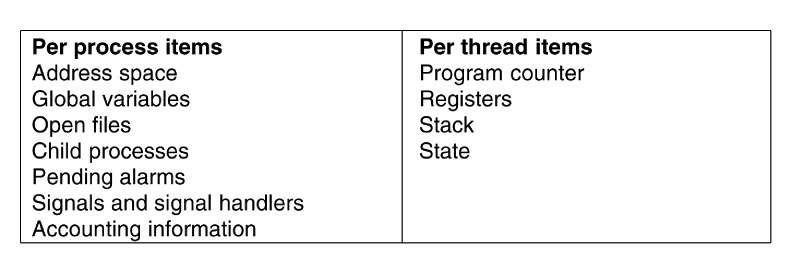 Per process items
Address space
Global variables
Open files
Child processes
Pending alarms
Signals and signal handlers
Accounting information
Per thread items
Program counter
Registers
Stack
State